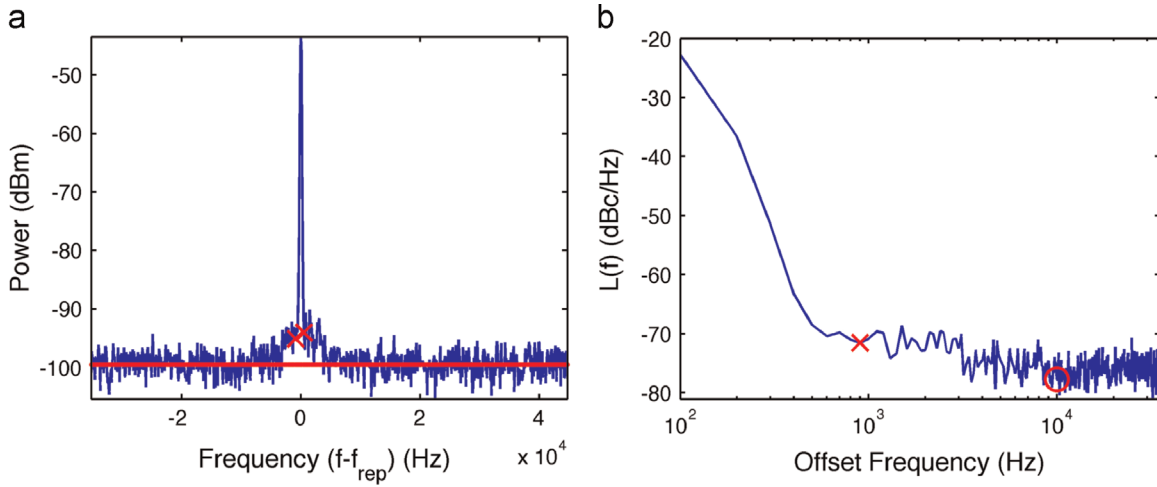 a
-50
-60
-70
-80
-90
-100
Power (dBm)
-2 0 2 4
x 10^4
Frequency (f-f_rep) (Hz)
b
-20
-30
-40
-50
-60
-70
-80
L(f) (dBc/Hz)
10^2 10^3 10^4
Offset Frequency (Hz)